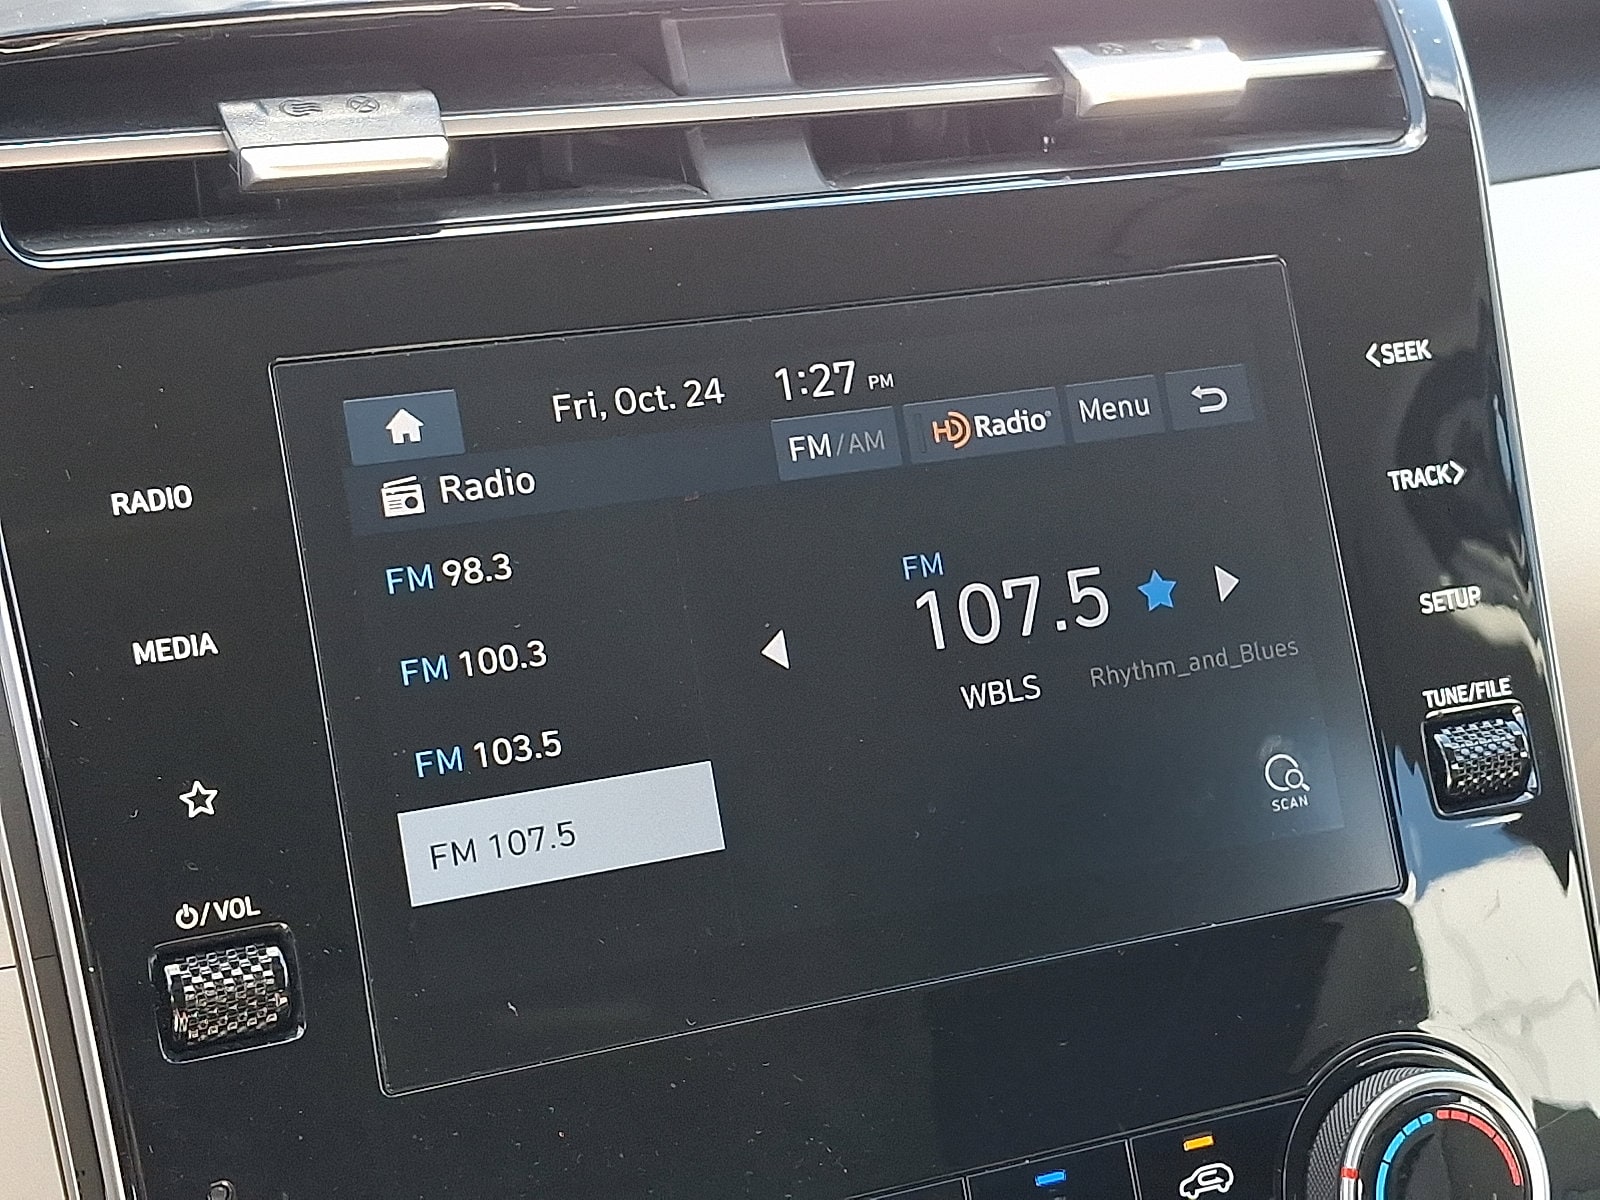 Fri, Oct. 24 1:27 PM
FM/AM HD Radio® Menu
Radio
FM 98.3
FM 100.3
FM 103.5
FM 107.5
FM
107.5
WBLS Rhythm_and_Blues
SCAN
RADIO
MEDIA
/VOL
<SEEK
TRACK>
SETUP
TUNE/FILE